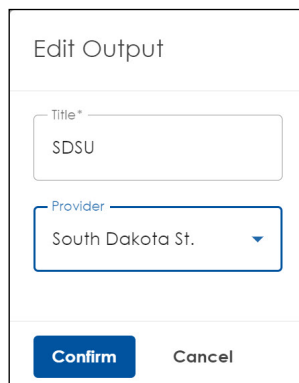 Edit Output
Title*
SDSU
Provider
South Dakota St.
Confirm Cancel